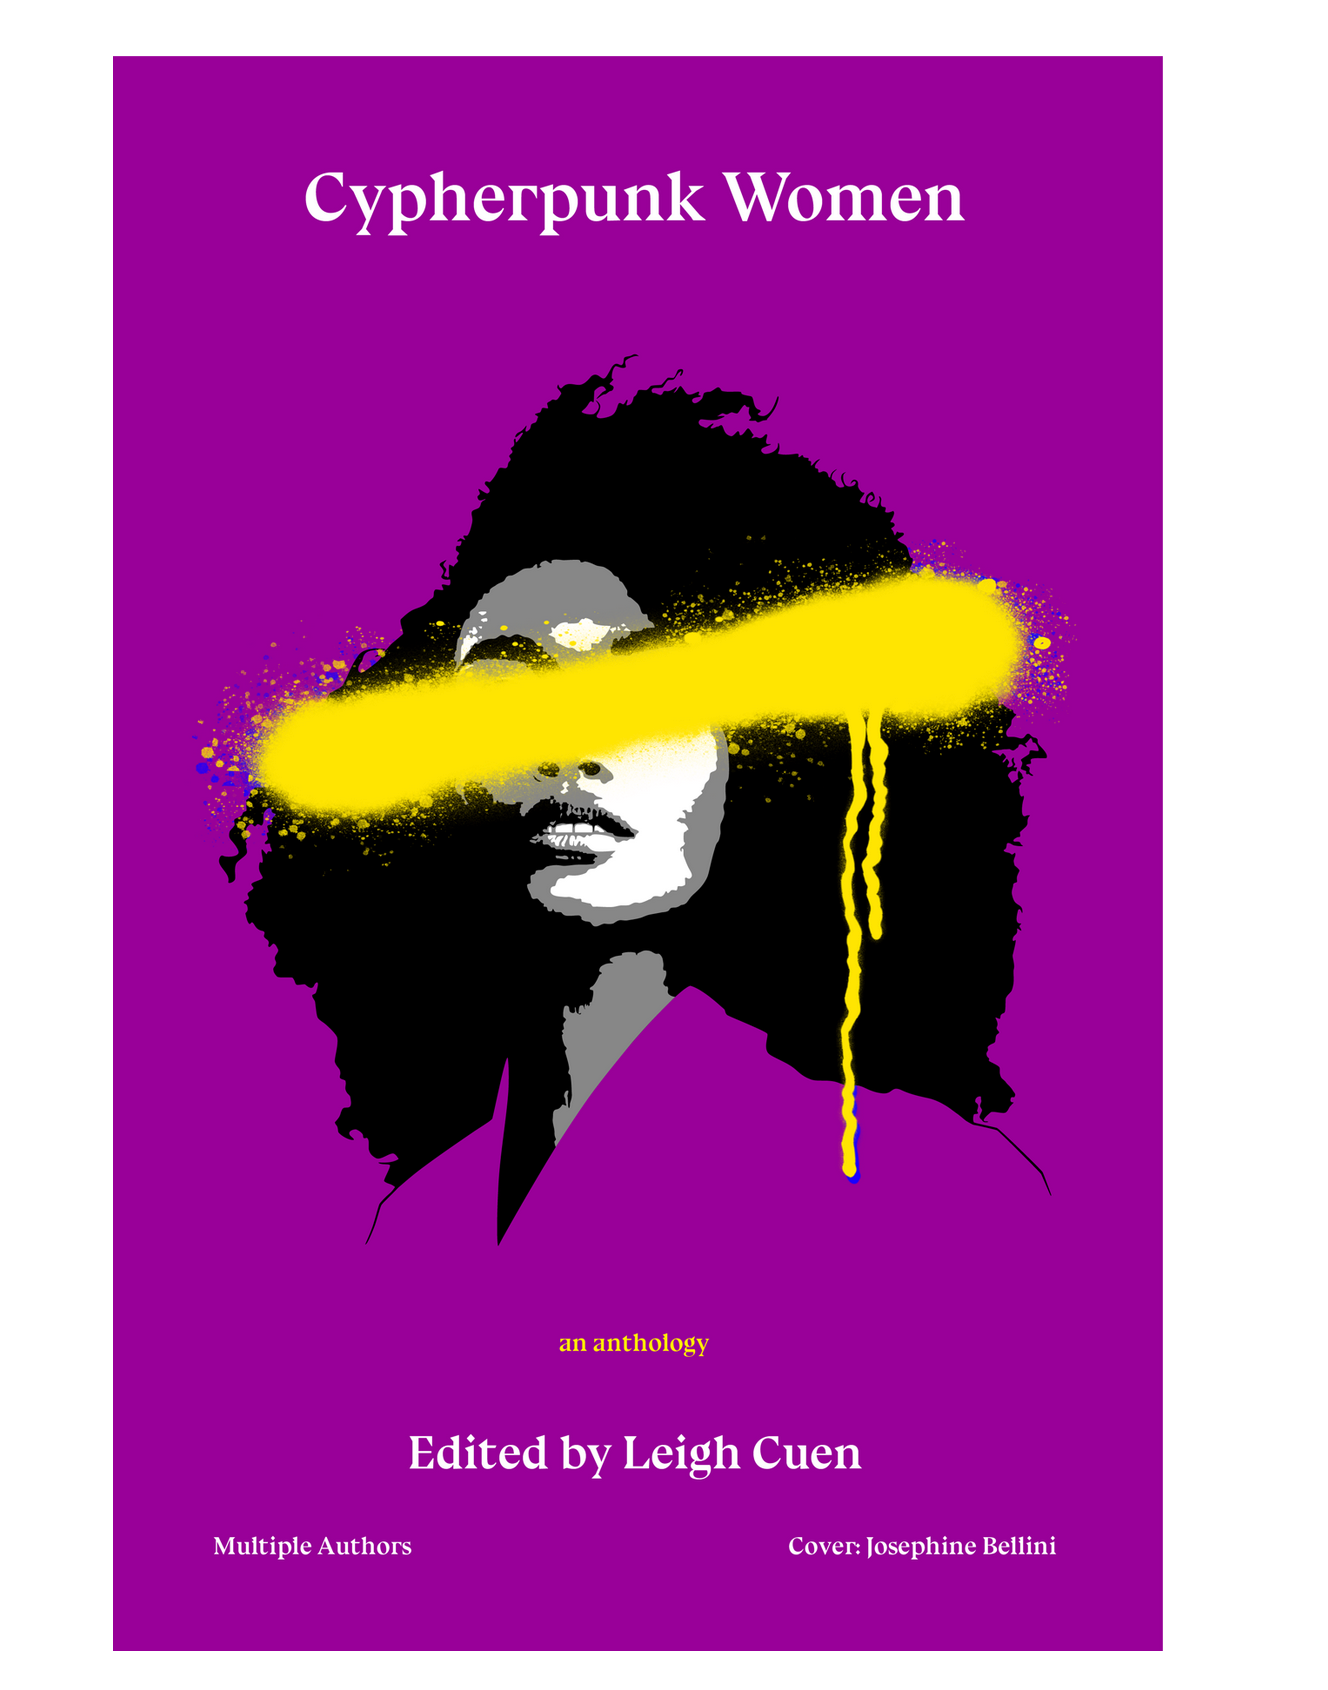 Cypherpunk Women
an anthology
Edited by Leigh Cuen
Multiple Authors
Cover: Josephine Bellini